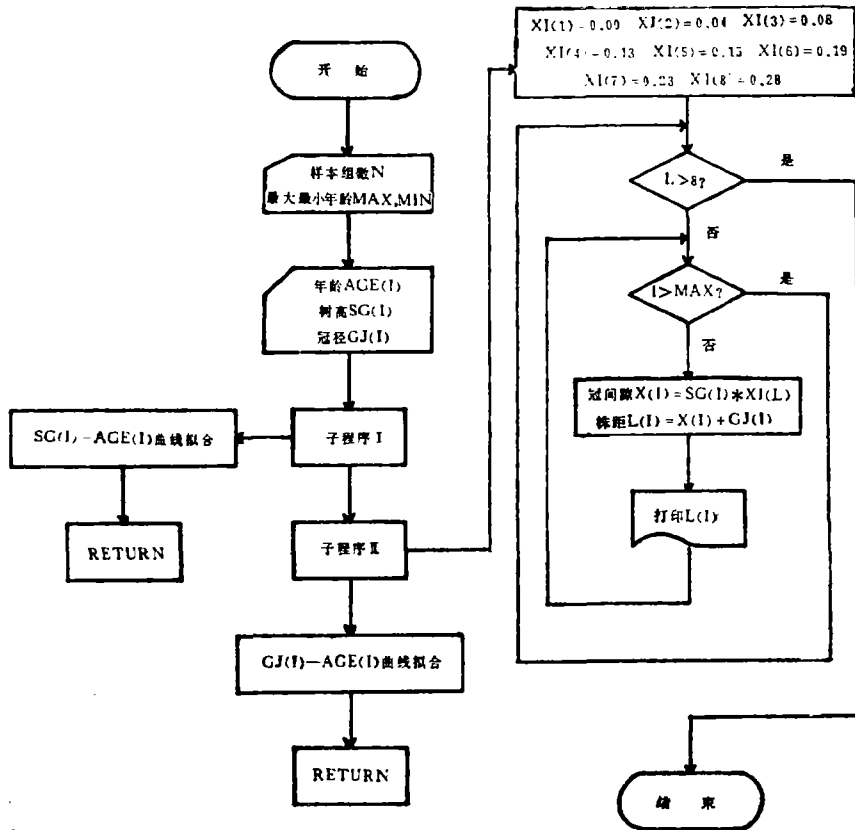 开 始
样本组数N
最大最小年龄MAX,MIN
年龄AGE(I)
树高SG(I)
冠径GJ(I)
子程序 I
SG(I)-AGE(I)曲线拟合
RETURN
子程序 II
GJ(I)—AGE(I)曲线拟合
RETURN
XI(1)=0.00 XI(2)=0.04 XI(3)=0.08
XI(4)=0.13 XI(5)=0.15 XI(6)=0.19
XI(7)=0.23 XI(8)=0.28
L>8?
是
否
I>MAX?
是
否
冠间隙X(I)=SG(I)*XI(L)
株距L(I)=X(I)+GJ(I)
打印L(I)
结 束